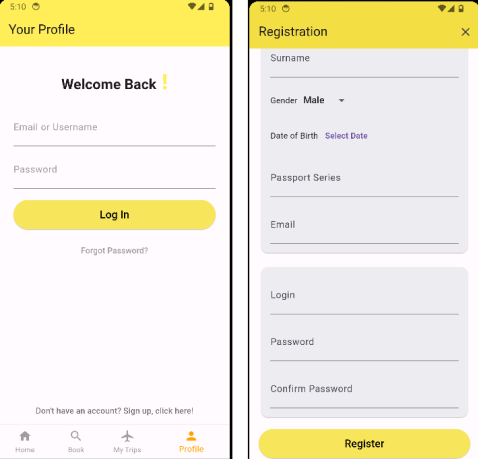 5:10
Your Profile
Welcome Back !
Email or Username
Password
Log In
Forgot Password?
Don't have an account? Sign up, click here!
Home
Book
My Trips
Profile
5:10
Registration
Surname
Gender Male
Date of Birth Select Date
Passport Series
Email
Login
Password
Confirm Password
Register